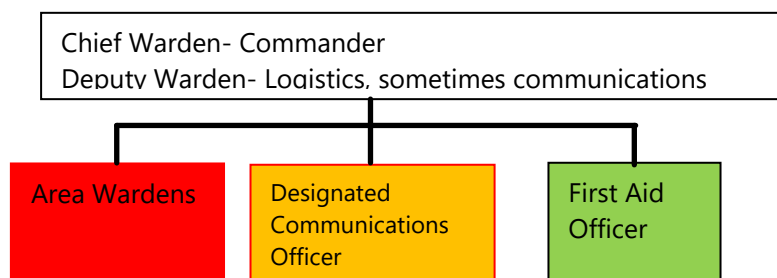 Chief Warden- Commander
Deputy Warden- Logistics, sometimes communications
Area Wardens
Designated
Communications
Officer
First Aid
Officer